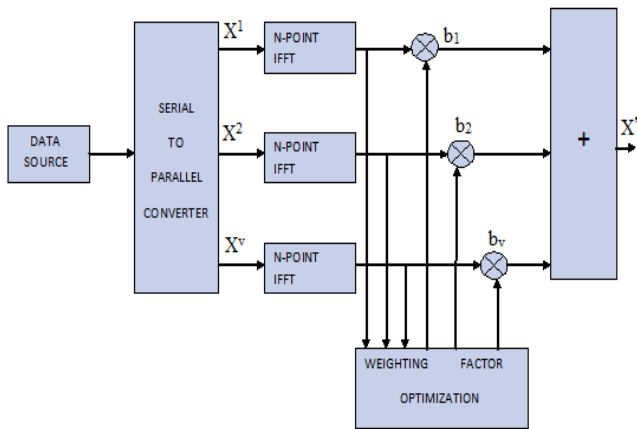 DATA
SOURCE
SERIAL
TO
PARALLEL
CONVERTER
X¹
N-POINT
IFFT
b₁
X²
N-POINT
IFFT
b₂
Xᵛ
N-POINT
IFFT
bᵥ
WEIGHTING FACTOR
OPTIMIZATION
+
X'